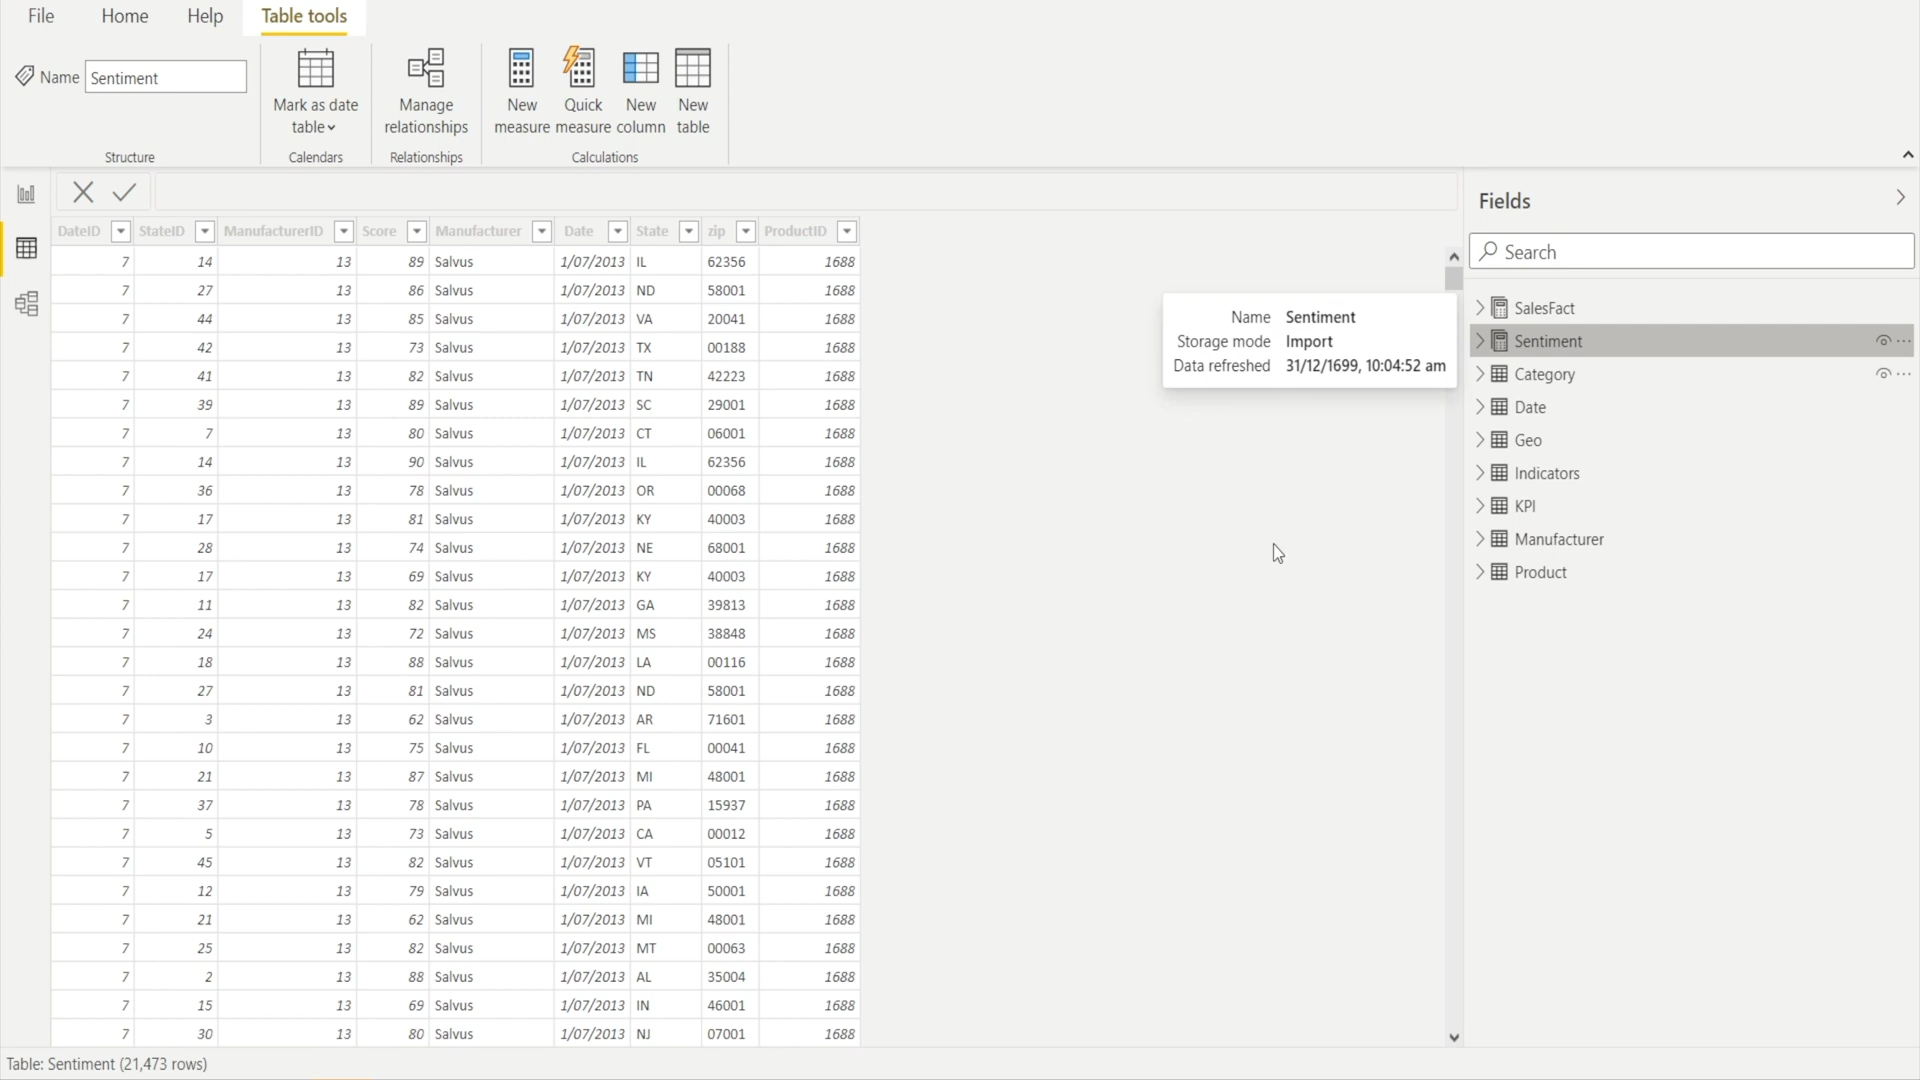 File Home Help Table tools
Name Sentiment
Mark as date table
Manage relationships
New measure
Quick measure
New column
New table
Structure Calendars Relationships Calculations
Fields
Search
DateID StateID ManufacturerID Score Manufacturer Date State zip ProductID
7 14 13 89 Salvus 1/07/2013 IL 62356 1688
7 27 13 86 Salvus 1/07/2013 ND 58001 1688
7 44 13 85 Salvus 1/07/2013 VA 20041 1688
7 42 13 73 Salvus 1/07/2013 TX 00188 1688
7 41 13 82 Salvus 1/07/2013 TN 42223 1688
7 39 13 89 Salvus 1/07/2013 SC 29001 1688
7 7 13 80 Salvus 1/07/2013 CT 06001 1688
7 14 13 90 Salvus 1/07/2013 IL 62356 1688
7 36 13 78 Salvus 1/07/2013 OR 00068 1688
7 17 13 81 Salvus 1/07/2013 KY 40003 1688
7 28 13 74 Salvus 1/07/2013 NE 68001 1688
7 17 13 69 Salvus 1/07/2013 KY 40003 1688
7 11 13 82 Salvus 1/07/2013 GA 39813 1688
7 24 13 72 Salvus 1/07/2013 MS 38848 1688
7 18 13 88 Salvus 1/07/2013 LA 00116 1688
7 27 13 81 Salvus 1/07/2013 ND 58001 1688
7 3 13 62 Salvus 1/07/2013 AR 71601 1688
7 10 13 75 Salvus 1/07/2013 FL 00041 1688
7 21 13 87 Salvus 1/07/2013 MI 48001 1688
7 37 13 78 Salvus 1/07/2013 PA 15937 1688
7 5 13 73 Salvus 1/07/2013 CA 00012 1688
7 45 13 82 Salvus 1/07/2013 VT 05101 1688
7 12 13 79 Salvus 1/07/2013 IA 50001 1688
7 21 13 62 Salvus 1/07/2013 MI 48001 1688
7 25 13 82 Salvus 1/07/2013 MT 00063 1688
7 2 13 88 Salvus 1/07/2013 AL 35004 1688
7 15 13 69 Salvus 1/07/2013 IN 46001 1688
7 30 13 80 Salvus 1/07/2013 NJ 07001 1688
Name Sentiment
Storage mode Import
Data refreshed 31/12/1699, 10:04:52 am
SalesFact
Sentiment
Category
Date
Geo
Indicators
KPI
Manufacturer
Product
Table: Sentiment (21,473 rows)